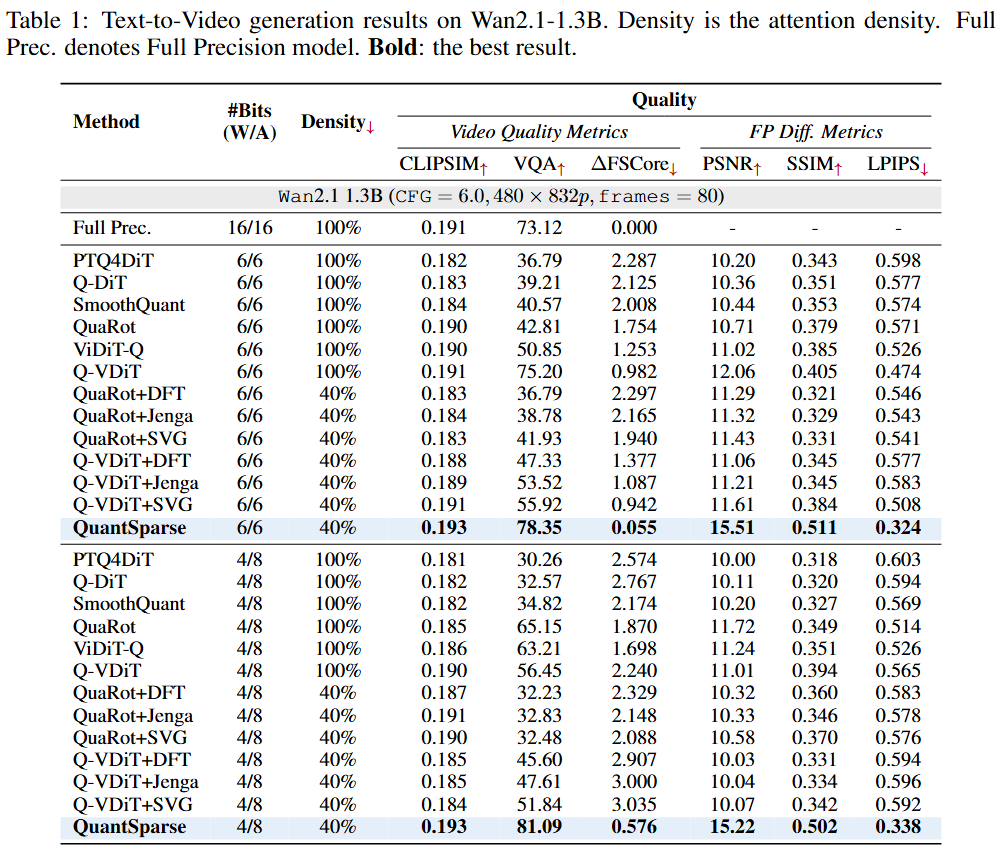 Table 1: Text-to-Video generation results on Wan2.1-1.3B. Density is the attention density. Full
Prec. denotes Full Precision model. Bold: the best result.
Method #Bits (W/A) Density↓ Quality
Video Quality Metrics FP Diff. Metrics
CLIPSIM↑ VQA↑ ΔFSCore↓ PSNR↑ SSIM↑ LPIPS↓
Wan2.1 1.3B (CFG = 6.0, 480 × 832p, frames = 80)
Full Prec. 16/16 100% 0.191 73.12 0.000 - - -
PTQ4DiT 6/6 100% 0.182 36.79 2.287 10.20 0.343 0.598
Q-DiT 6/6 100% 0.183 39.21 2.125 10.36 0.351 0.577
SmoothQuant 6/6 100% 0.184 40.57 2.008 10.44 0.353 0.574
QuaRot 6/6 100% 0.190 42.81 1.754 10.71 0.379 0.571
ViDiT-Q 6/6 100% 0.190 50.85 1.253 11.02 0.385 0.526
Q-VDiT 6/6 100% 0.191 75.20 0.982 12.06 0.405 0.474
QuaRot+DFT 6/6 40% 0.183 36.79 2.297 11.29 0.321 0.546
QuaRot+Jenga 6/6 40% 0.184 38.78 2.165 11.32 0.329 0.543
QuaRot+SVG 6/6 40% 0.183 41.93 1.940 11.43 0.331 0.541
Q-VDiT+DFT 6/6 40% 0.188 47.33 1.377 11.06 0.345 0.577
Q-VDiT+Jenga 6/6 40% 0.189 53.52 1.087 11.21 0.345 0.583
Q-VDiT+SVG 6/6 40% 0.191 55.92 0.942 11.61 0.384 0.508
QuantSparse 6/6 40% 0.193 78.35 0.055 15.51 0.511 0.324
PTQ4DiT 4/8 100% 0.181 30.26 2.574 10.00 0.318 0.603
Q-DiT 4/8 100% 0.182 32.57 2.767 10.11 0.320 0.594
SmoothQuant 4/8 100% 0.182 34.82 2.174 10.20 0.327 0.569
QuaRot 4/8 100% 0.185 65.15 1.870 11.72 0.349 0.514
ViDiT-Q 4/8 100% 0.186 63.21 1.698 11.24 0.351 0.526
Q-VDiT 4/8 100% 0.190 56.45 2.240 11.01 0.394 0.565
QuaRot+DFT 4/8 40% 0.187 32.23 2.329 10.32 0.360 0.583
QuaRot+Jenga 4/8 40% 0.191 32.83 2.148 10.33 0.346 0.578
QuaRot+SVG 4/8 40% 0.190 32.48 2.088 10.58 0.370 0.576
Q-VDiT+DFT 4/8 40% 0.185 45.60 2.907 10.03 0.331 0.594
Q-VDiT+Jenga 4/8 40% 0.185 47.61 3.000 10.04 0.334 0.596
Q-VDiT+SVG 4/8 40% 0.184 51.84 3.035 10.07 0.342 0.592
QuantSparse 4/8 40% 0.193 81.09 0.576 15.22 0.502 0.338